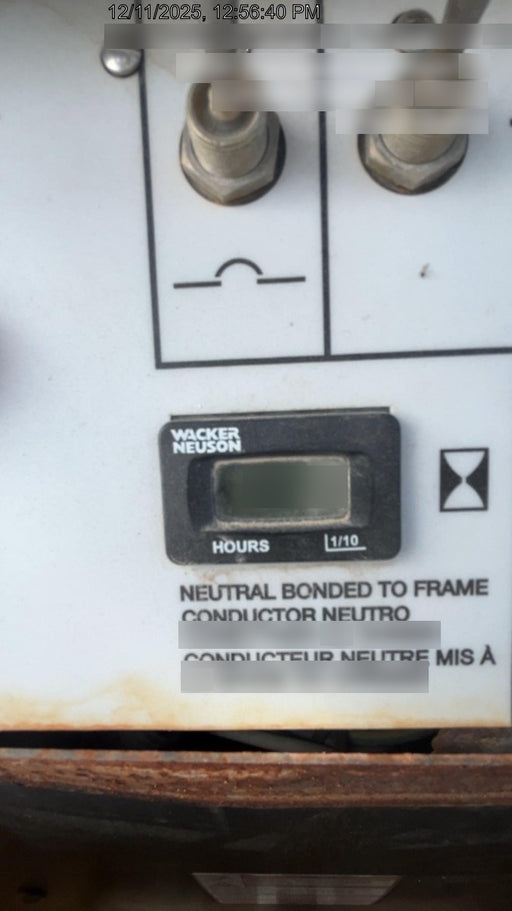 12/11/2025, 12:56:40 PM
WACKER
NEUSON
HOURS 1/10
NEUTRAL BONDED TO FRAME
CONDUCTOR NEUTRO
CONDUCTEUR NEUTRE MIS À